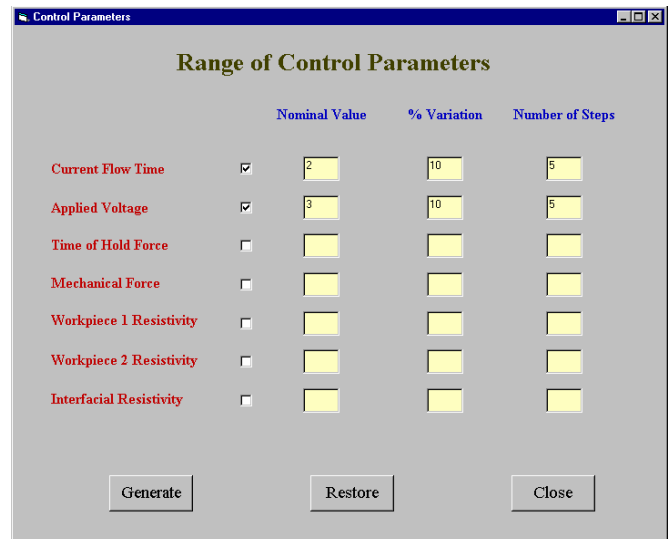 Control Parameters
Range of Control Parameters
Nominal Value % Variation Number of Steps
Current Flow Time 2 10 5
Applied Voltage 3 10 5
Time of Hold Force
Mechanical Force
Workpiece 1 Resistivity
Workpiece 2 Resistivity
Interfacial Resistivity
Generate Restore Close